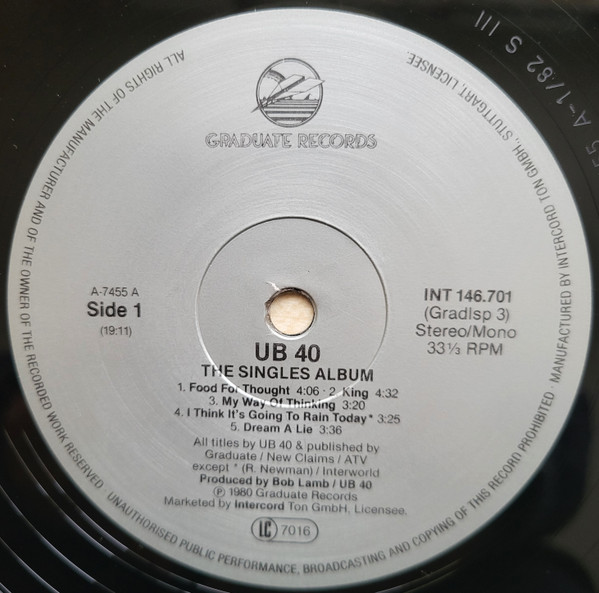 GRADUATE RECORDS
A-7455 A
Side 1
(19:11)
INT 146.701
(Gradlsp 3)
Stereo/Mono
33⅓ RPM
UB 40
THE SINGLES ALBUM
1. Food For Thought 4:06 · 2. King 4:32
3. My Way Of Thinking 3:20
4. I Think It's Going To Rain Today * 3:25
5. Dream A Lie 3:36
All titles by UB 40 & published by
Graduate / New Claims / ATV
except * (R. Newman) / Interworld
Produced by Bob Lamb / UB 40
℗ 1980 Graduate Records
Marketed by Intercord Ton GmbH, Licensee.
LC 7016
ALL RIGHTS OF THE MANUFACTURER AND OF THE OWNER OF THE RECORDED WORK RESERVED · UNAUTHORISED PUBLIC PERFORMANCE, BROADCASTING AND COPYING OF THIS RECORD PROHIBITED · MANUFACTURED BY INTERCORD TON GMBH, STUTTGART, LICENSEE.
A-1/82 S III